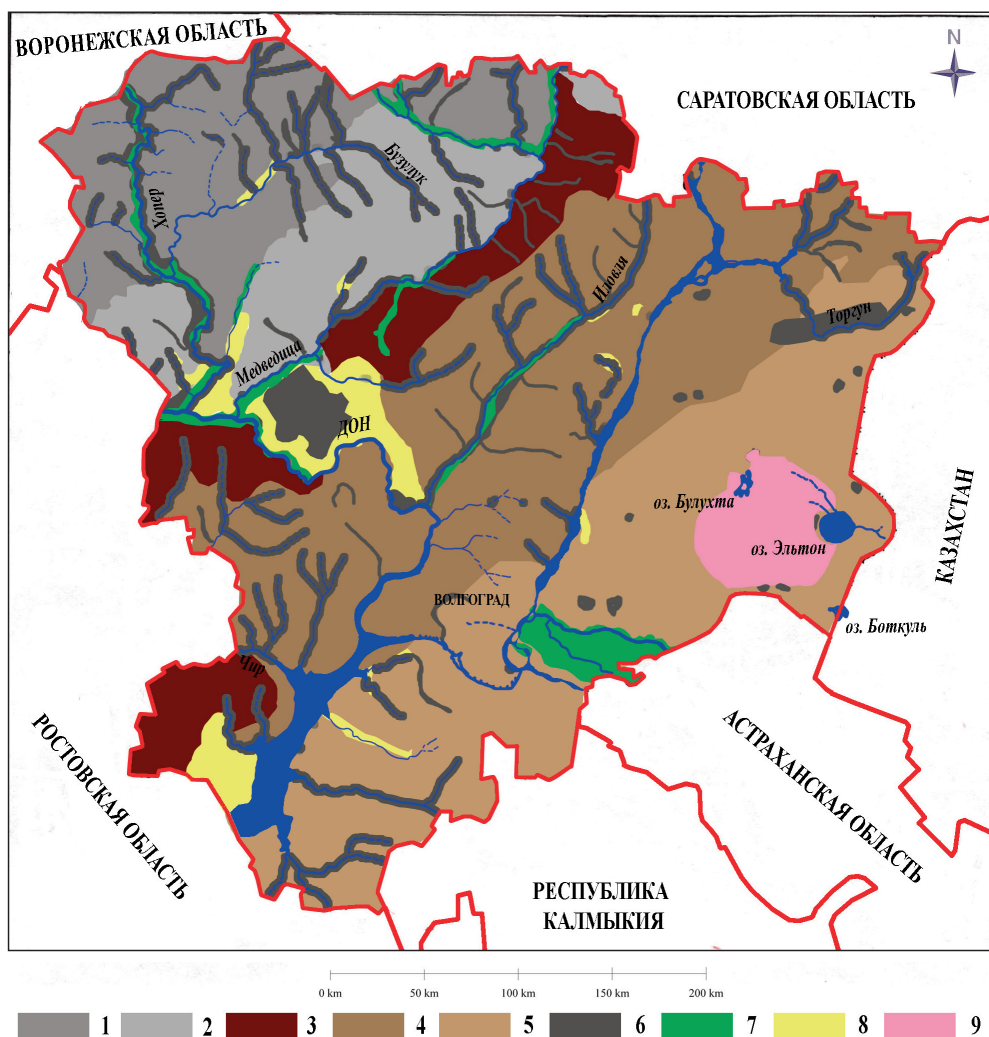 ВОРОНЕЖСКАЯ ОБЛАСТЬ
N
САРАТОВСКАЯ ОБЛАСТЬ
Бузулук
Хопер
Иловля
Торгун
Медведица
ДОН
оз. Булухта
оз. Эльтон
КАЗАХСТАН
ВОЛГОГРАД
оз. Боткуль
Чир
РОСТОВСКАЯ ОБЛАСТЬ
АСТРАХАНСКАЯ ОБЛАСТЬ
РЕСПУБЛИКА
КАЛМЫКИЯ
0 km 50 km 100 km 150 km 200 km
1 2 3 4 5 6 7 8 9